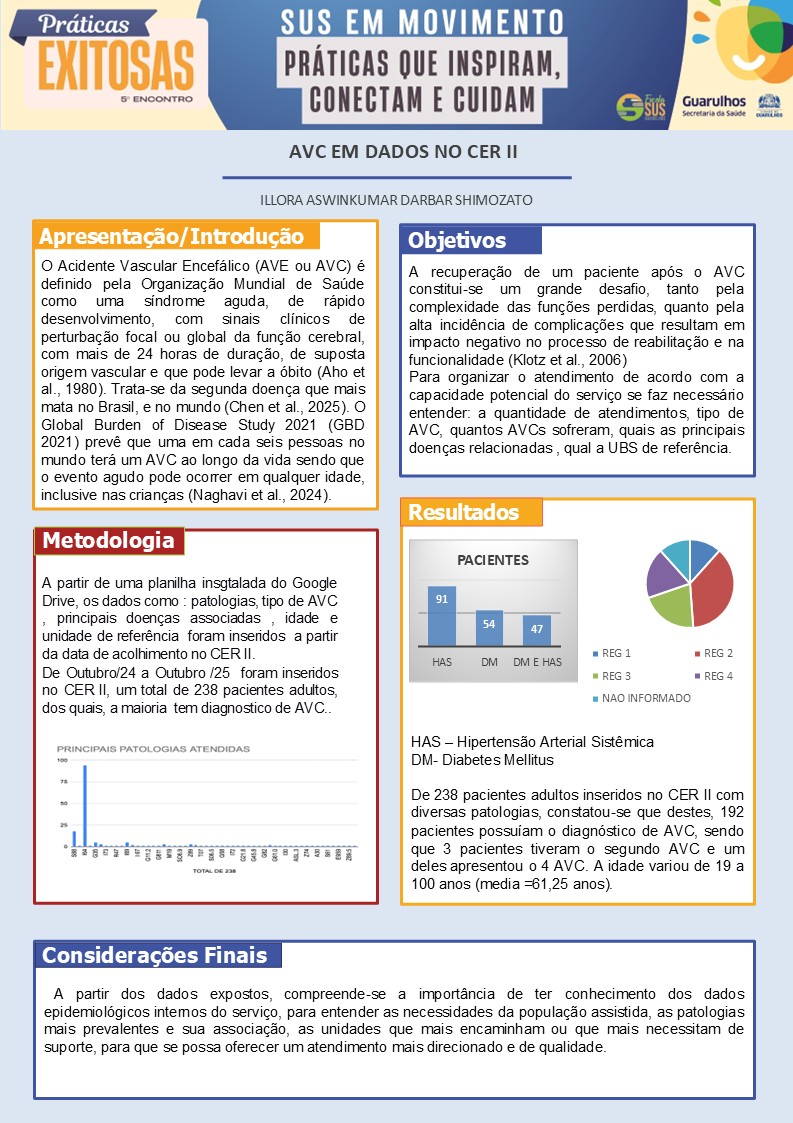 Práticas
EXITOSAS
5º ENCONTRO
SUS EM MOVIMENTO
PRÁTICAS QUE INSPIRAM,
CONECTAM E CUIDAM
Escola
SUS
Guarulhos
Secretaria da Saúde
CIDADE DE
GUARULHOS
AVC EM DADOS NO CER II
ILLORA ASWINKUMAR DARBAR SHIMOZATO
Apresentação/Introdução
O Acidente Vascular Encefálico (AVE ou AVC) é
definido pela Organização Mundial de Saúde
como uma síndrome aguda, de rápido
desenvolvimento, com sinais clínicos de
perturbação focal ou global da função cerebral,
com mais de 24 horas de duração, de suposta
origem vascular e que pode levar a óbito (Aho et
al., 1980). Trata-se da segunda doença que mais
mata no Brasil, e no mundo (Chen et al., 2025). O
Global Burden of Disease Study 2021 (GBD
2021) prevê que uma em cada seis pessoas no
mundo terá um AVC ao longo da vida sendo que
o evento agudo pode ocorrer em qualquer idade,
inclusive nas crianças (Naghavi et al., 2024).
Objetivos
A recuperação de um paciente após o AVC
constitui-se um grande desafio, tanto pela
complexidade das funções perdidas, quanto pela
alta incidência de complicações que resultam em
impacto negativo no processo de reabilitação e na
funcionalidade (Klotz et al., 2006)
Para organizar o atendimento de acordo com a
capacidade potencial do serviço se faz necessário
entender: a quantidade de atendimentos, tipo de
AVC, quantos AVCs sofreram, quais as principais
doenças relacionadas , qual a UBS de referência.
Metodologia
A partir de uma planilha insgtalada do Google
Drive, os dados como : patologias, tipo de AVC
, principais doenças associadas , idade e
unidade de referência foram inseridos a partir
da data de acolhimento no CER II.
De Outubro/24 a Outubro /25 foram inseridos
no CER II, um total de 238 pacientes adultos,
dos quais, a maioria tem diagnostico de AVC..
PRINCIPAIS PATOLOGIAS ATENDIDAS
100
75
50
25
0
TOTAL DE 238
Resultados
PACIENTES
91
54
47
HAS DM DM E HAS
REG 1 REG 2
REG 3 REG 4
NAO INFORMADO
HAS – Hipertensão Arterial Sistêmica
DM- Diabetes Mellitus
De 238 pacientes adultos inseridos no CER II com
diversas patologias, constatou-se que destes, 192
pacientes possuíam o diagnóstico de AVC, sendo
que 3 pacientes tiveram o segundo AVC e um
deles apresentou o 4 AVC. A idade variou de 19 a
100 anos (media =61,25 anos).
Considerações Finais
A partir dos dados expostos, compreende-se a importância de ter conhecimento dos dados
epidemiológicos internos do serviço, para entender as necessidades da população assistida, as patologias
mais prevalentes e sua associação, as unidades que mais encaminham ou que mais necessitam de
suporte, para que se possa oferecer um atendimento mais direcionado e de qualidade.